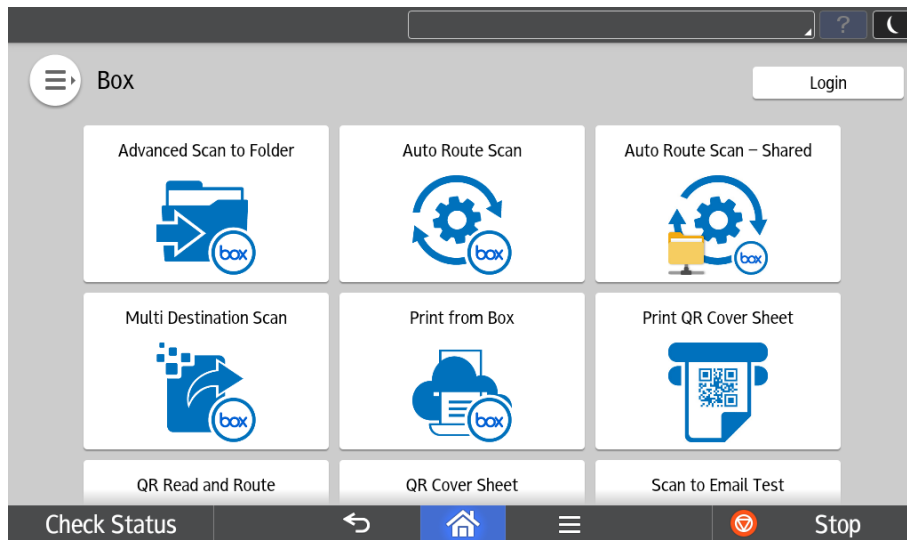 ?
Box
Login
Advanced Scan to Folder
Auto Route Scan
Auto Route Scan – Shared
box
box
box
Multi Destination Scan
Print from Box
Print QR Cover Sheet
box
box
QR Read and Route
QR Cover Sheet
Scan to Email Test
Check Status
Stop